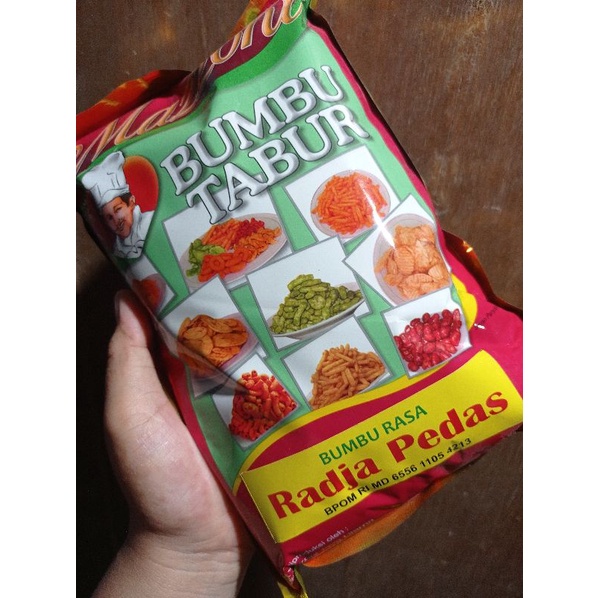 BUMBU
TABUR
BUMBU RASA
Radja Pedas
BPOM RI MD 6556 1105 4213